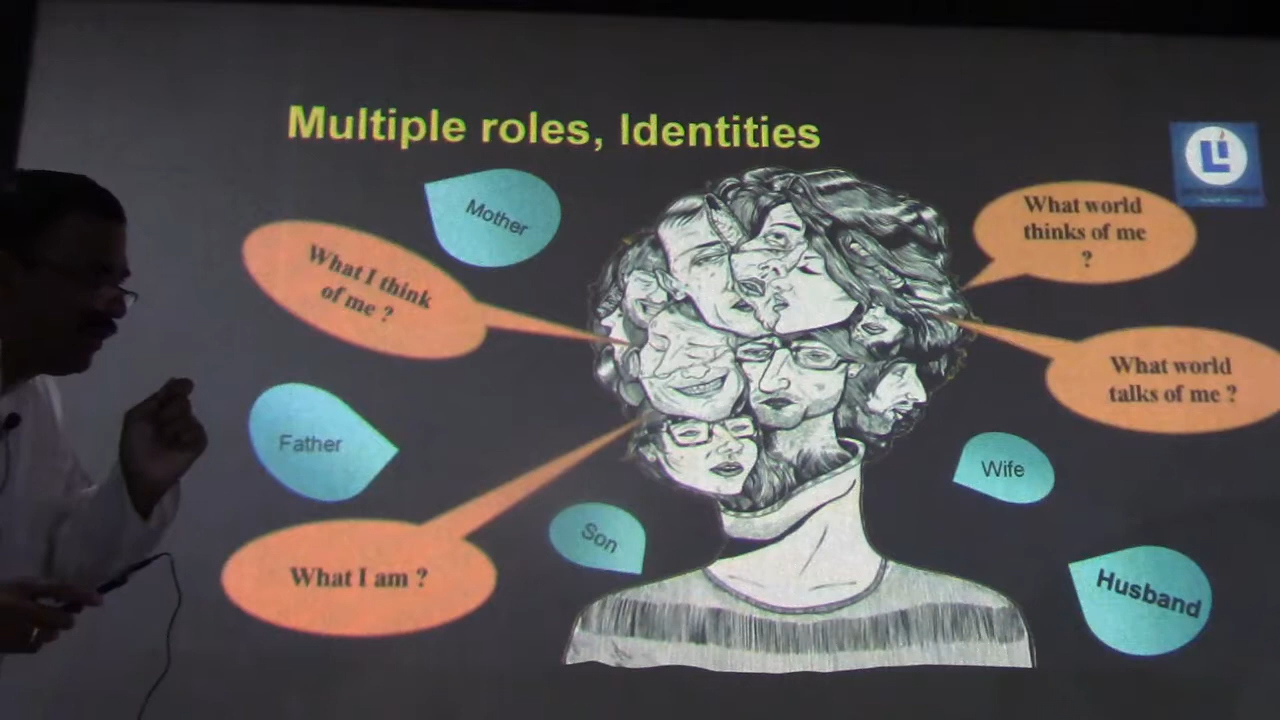 Multiple roles, Identities
Mother
What I think
of me ?
What world
thinks of me
?
What world
talks of me ?
Father
Wife
Son
What I am ?
Husband